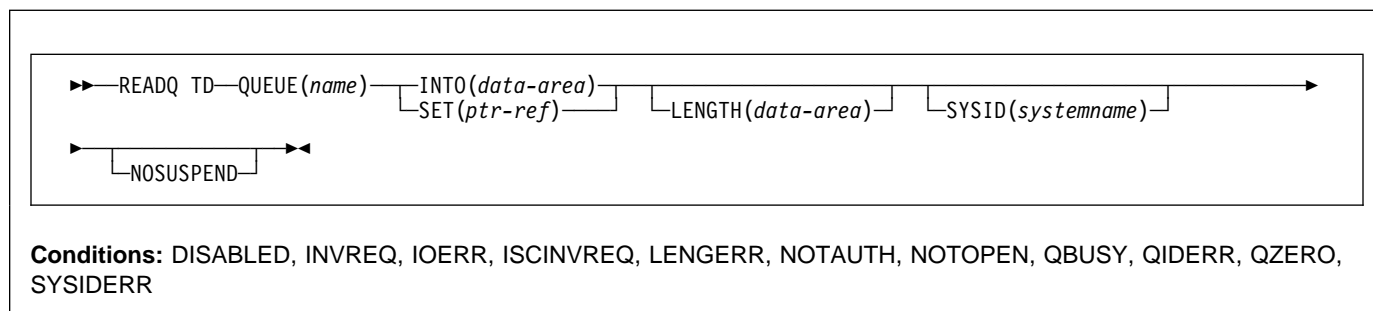 READQ TD QUEUE(name) INTO(data-area) LENGTH(data-area) SYSID(systemname)
SET(ptr-ref)
NOSUSPEND
Conditions: DISABLED, INVREQ, IOERR, ISCINVREQ, LENGERR, NOTAUTH, NOTOPEN, QBUSY, QIDERR, QZERO,
SYSIDERR